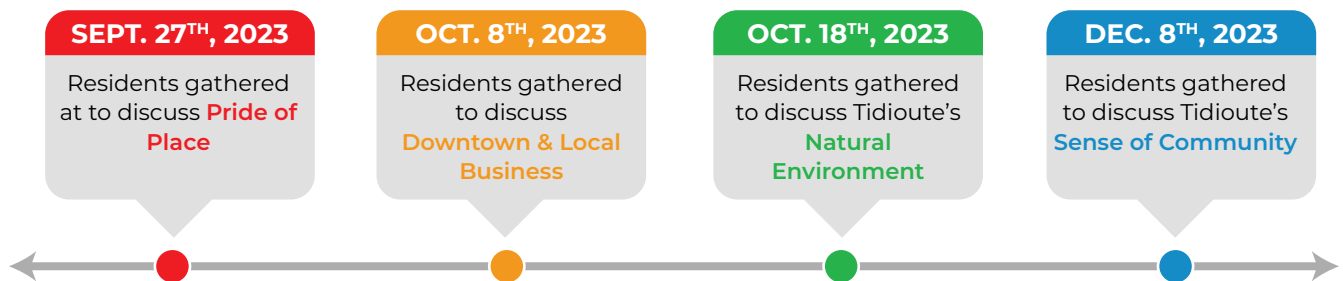 SEPT. 27TH, 2023
Residents gathered
at to discuss Pride of
Place
OCT. 8TH, 2023
Residents gathered
to discuss
Downtown & Local
Business
OCT. 18TH, 2023
Residents gathered
to discuss Tidioute’s
Natural
Environment
DEC. 8TH, 2023
Residents gathered
to discuss Tidioute’s
Sense of Community